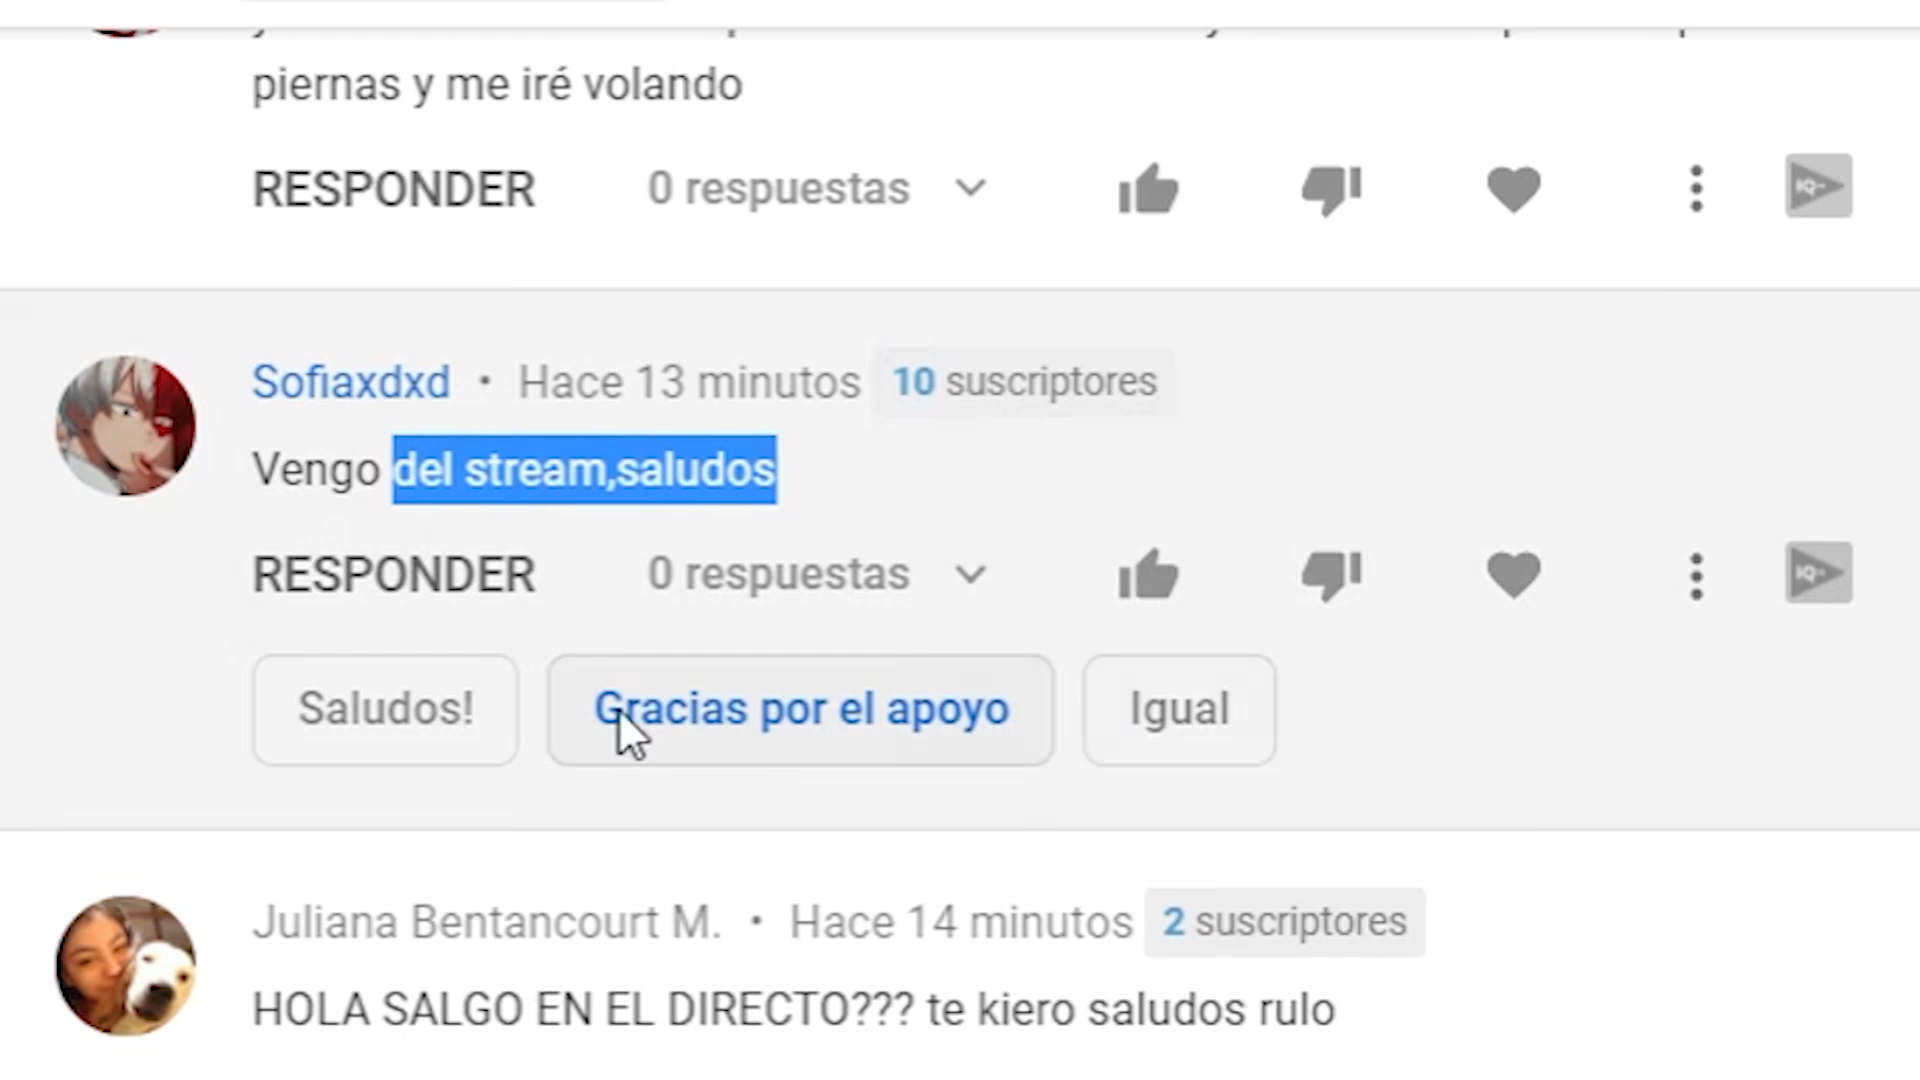 piernas y me iré volando
RESPONDER 0 respuestas
Sofiaxdxd • Hace 13 minutos 10 suscriptores
Vengo del stream,saludos
RESPONDER 0 respuestas
Saludos! Gracias por el apoyo Igual
Juliana Bentancourt M. • Hace 14 minutos 2 suscriptores
HOLA SALGO EN EL DIRECTO??? te kiero saludos rulo